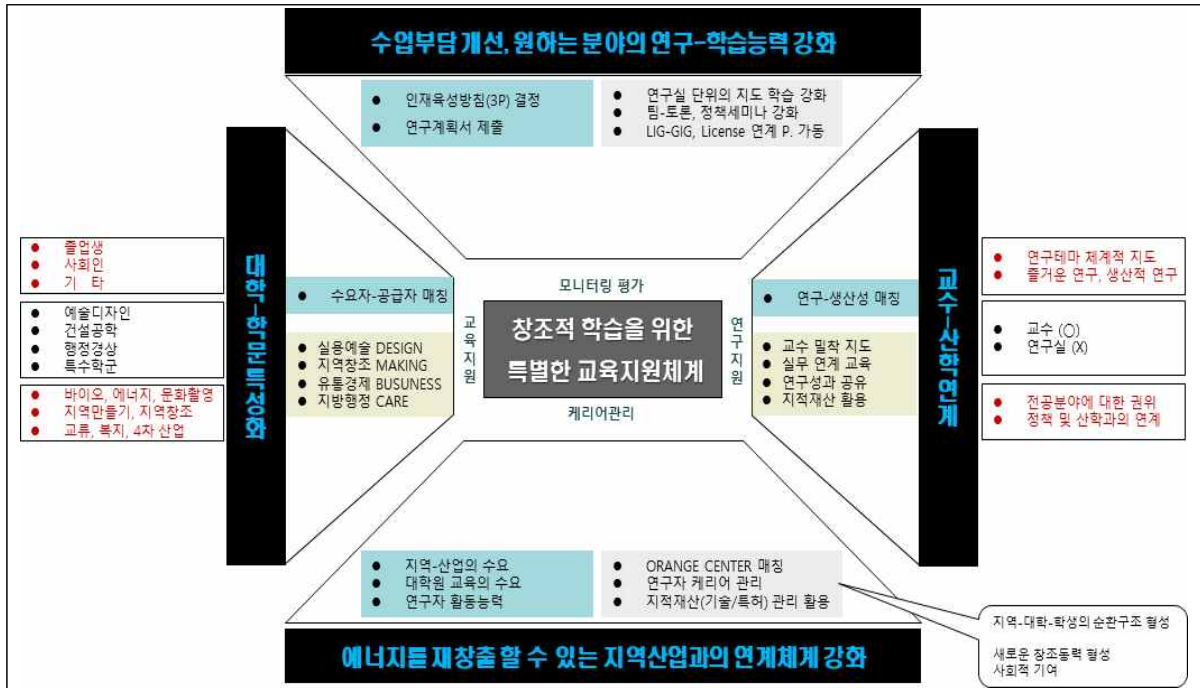 수업부담 개선, 원하는 분야의 연구-학습능력 강화
● 인재육성방침(3P) 결정
● 연구계획서 제출
● 연구실 단위의 지도 학습 강화
● 팀-토론, 정책세미나 강화
● LIG-GIG, License 연계 P. 가동
대학-학문특성화
● 졸업생
● 사회인
● 기 타
● 예술디자인
● 건설공학
● 행정경상
● 특수학군
● 바이오, 에너지, 문화촬영
● 지역만들기, 지역창조
● 교류, 복지, 4차 산업
● 수요자-공급자 매칭
● 실용예술 DESIGN
● 지역창조 MAKING
● 유통경제 BUSUNESS
● 지방행정 CARE
교육지원
모니터링 평가
창조적 학습을 위한
특별한 교육지원체계
케리어관리
연구지원
● 연구-생산성 매칭
● 교수 밀착 지도
● 실무 연계 교육
● 연구성과 공유
● 지적재산 활용
교수-산학연계
● 연구테마 체계적 지도
● 즐거운 연구, 생산적 연구
● 교수 (○)
● 연구실 (X)
● 전공분야에 대한 권위
● 정책 및 산학과의 연계
● 지역-산업의 수요
● 대학원 교육의 수요
● 연구자 활동능력
● ORANGE CENTER 매칭
● 연구자 케리어 관리
● 지적재산(기술/특허) 관리 활용
지역-대학-학생의 순환구조 형성
새로운 창조동력 형성
사회적 기여
에너지를 재창출 할 수 있는 지역산업과의 연계체계 강화